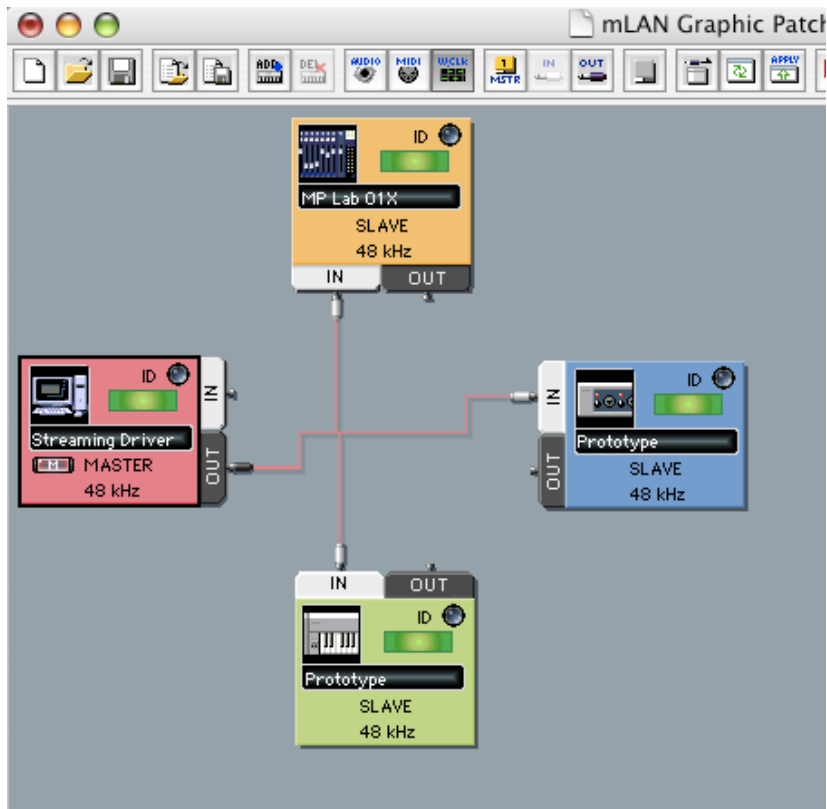 mLAN Graphic Patch
ADD DEL AUDIO MIDI W.CLK 1 MSTR IN OUT APPLY
ID
MP Lab 01X
SLAVE
48 kHz
IN OUT
ID
IN
Streaming Driver
M MASTER
OUT
48 kHz
ID
IN
Prototype
OUT
SLAVE
48 kHz
IN OUT
ID
Prototype
SLAVE
48 kHz